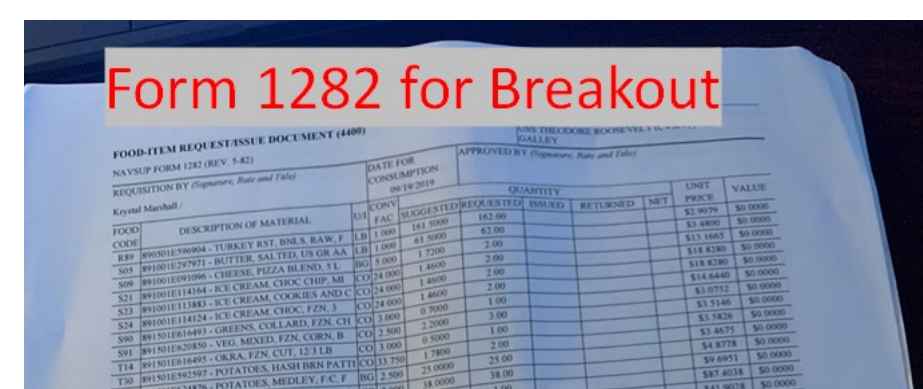 Form 1282 for Breakout
FOOD-ITEM REQUEST/ISSUE DOCUMENT (4400)
USS THEODORE ROOSEVELT
GALLEY
NAVSUP FORM 1282 (REV. 5-82)
REQUISITION BY (Signature, Rate and Title)
DATE FOR CONSUMPTION
09/19/2019
APPROVED BY (Signature, Rate and Title)
Krystal Marshall /
QUANTITY
FOOD CODE DESCRIPTION OF MATERIAL U/I CONV FAC SUGGESTED REQUESTED ISSUED RETURNED NET UNIT PRICE VALUE
R89 890501E596904 - TURKEY RST, BNLS, RAW, F LB 1.000 161.5000 162.00 $2.9079 $0.0000
S05 891001E297971 - BUTTER, SALTED, US GR AA LB 1.000 61.5000 62.00 $3.4800 $0.0000
S09 891001E091096 - CHEESE, PIZZA BLEND, 5 L BG 5.000 1.7200 2.00 $13.1665 $0.0000
S21 891001E114164 - ICE CREAM, CHOC CHIP, MI CO 24.000 1.4600 2.00 $18.8280 $0.0000
S23 891001E113883 - ICE CREAM, COOKIES AND C CO 24.000 1.4600 2.00 $18.8280 $0.0000
S24 891001E114124 - ICE CREAM, CHOC, FZN, 3 CO 24.000 0.7000 1.00 $14.6440 $0.0000
S90 891501E616493 - GREENS, COLLARD, FZN, CH CO 3.000 2.2000 3.00 $3.0752 $0.0000
S91 891501E620850 - VEG, MIXED, FZN, CORN, B CO 2.500 0.5000 1.00 $3.5146 $0.0000
T14 891501E616495 - OKRA, FZN, CUT, 12/3 LB CO 3.000 1.7800 2.00 $3.5826 $0.0000
T30 891501E592597 - POTATOES, HASH BRN PATTI CO 33.750 25.0000 25.00 $3.4675 $0.0000
POTATOES, MEDLEY, F/C, F BG 2.500 38.0000 38.00 $4.8778 $0.0000
1.00 $9.6951 $0.0000
$87.4038 $0.0000